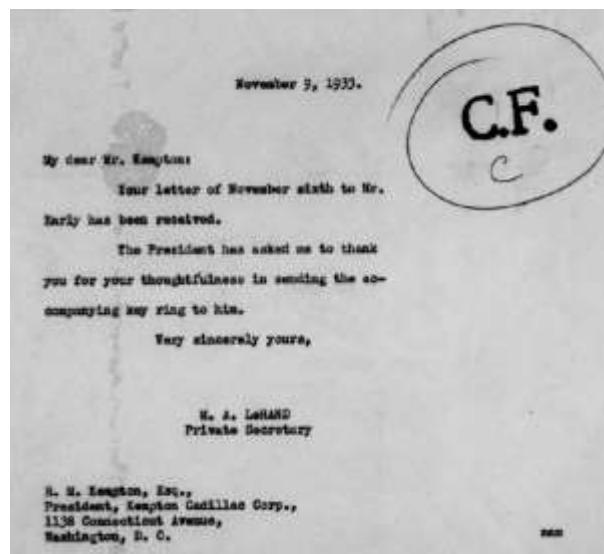 November 9, 1933.
C.F.
C
My dear Mr. Kempton:
Your letter of November sixth to Mr.
Early has been received.
The President has asked me to thank
you for your thoughtfulness in sending the ac-
companying key ring to him.
Very sincerely yours,
M. A. LeHAND
Private Secretary
H. M. Kempton, Esq.,
President, Kempton Cadillac Corp.,
1138 Connecticut Avenue,
Washington, D. C.